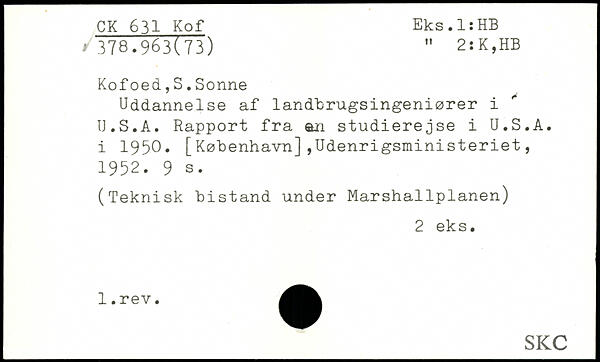 CK 631 Kof
Eks.1:HB
378.963(73)
" 2:K,HB
Kofoed,S.Sonne
Uddannelse af landbrugsingeniører i
U.S.A. Rapport fra en studierejse i U.S.A.
i 1950. [København],Udenrigsministeriet,
1952. 9 s.
(Teknisk bistand under Marshallplanen)
2 eks.
1.rev.
SKC